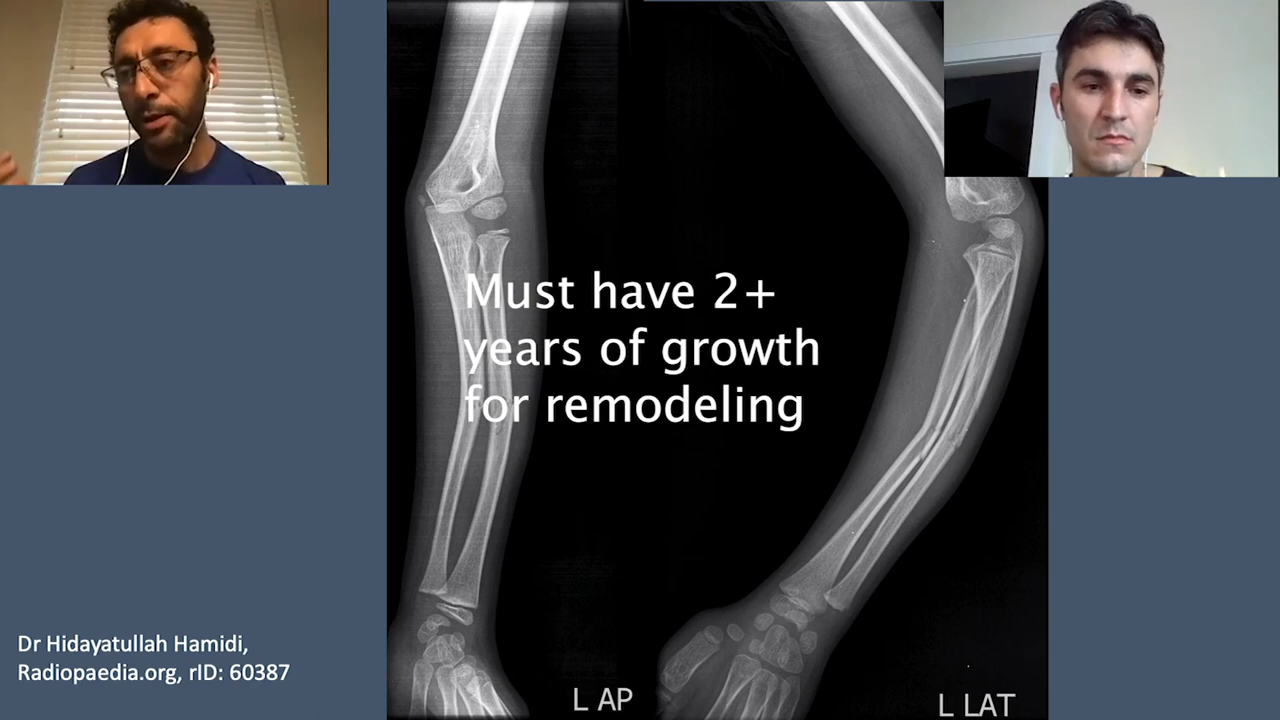 Must have 2+
years of growth
for remodeling
Dr Hidayatullah Hamidi,
Radiopaedia.org, rID: 60387
L AP
L LAT